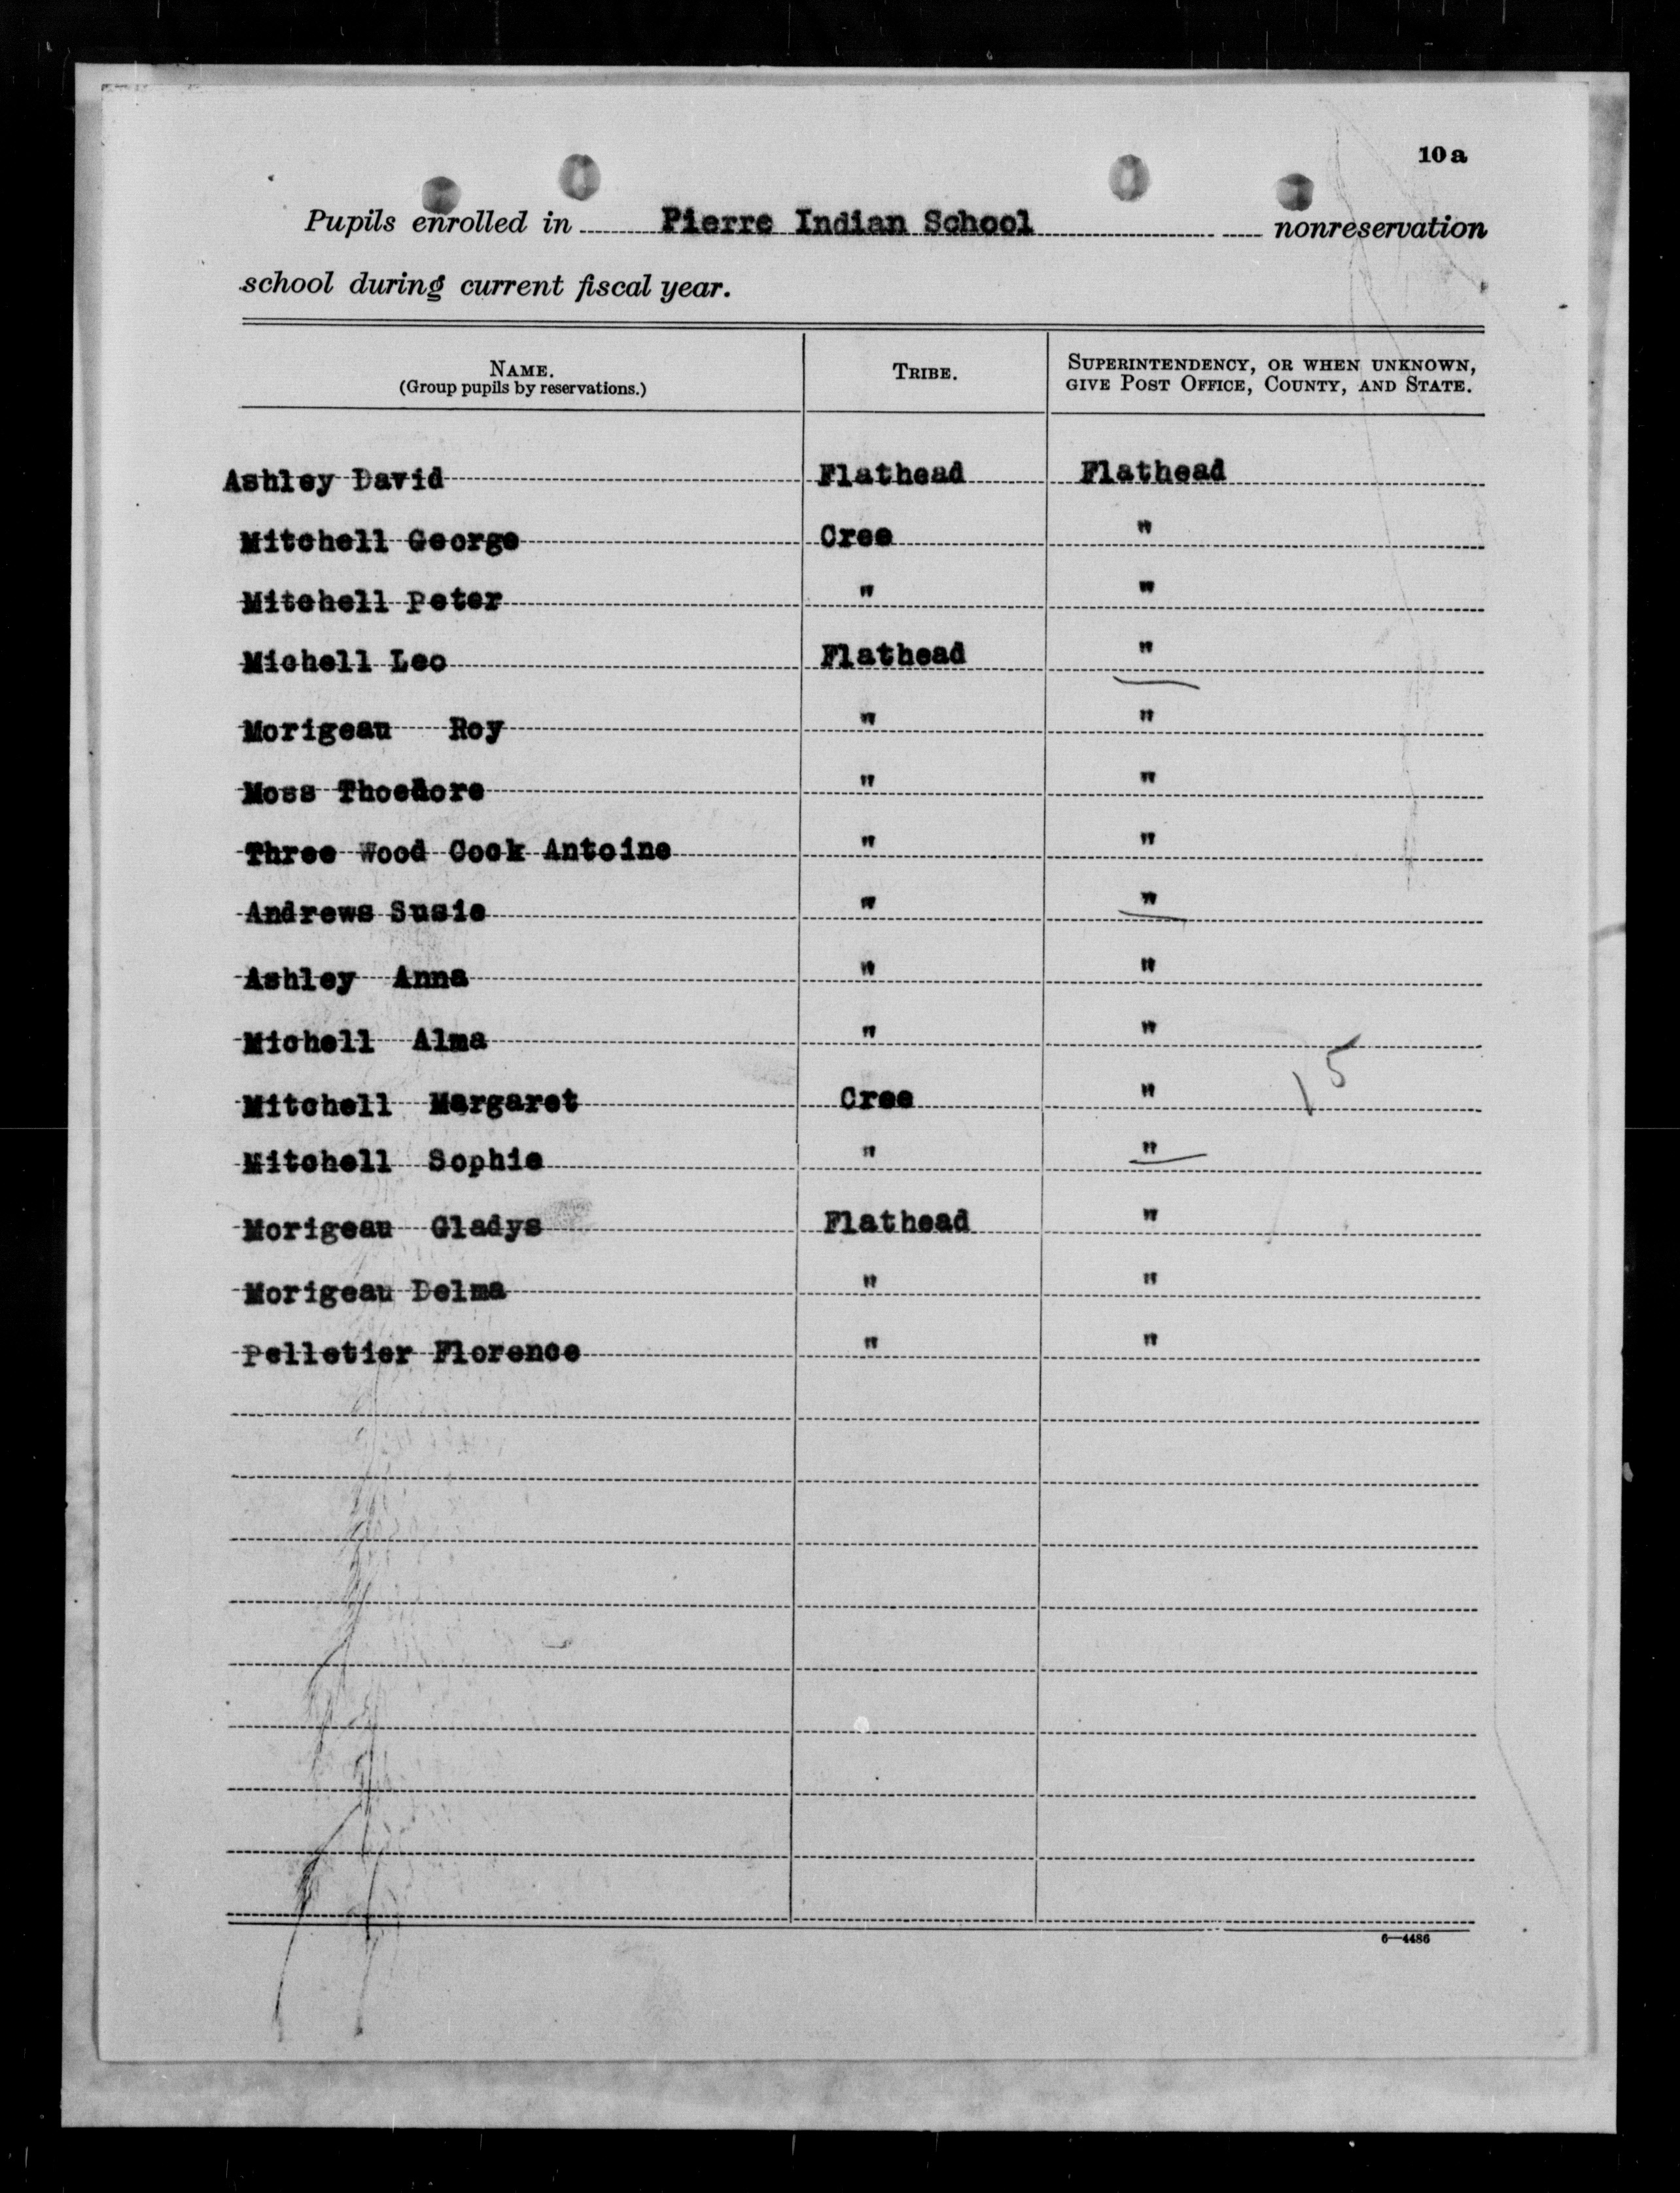 10 a
Pupils enrolled in Pierre Indian School nonreservation
school during current fiscal year.
NAME. TRIBE. SUPERINTENDENCY, OR WHEN UNKNOWN,
(Group pupils by reservations.) GIVE POST OFFICE, COUNTY, AND STATE.
Ashley David Flathead Flathead
Mitchell George Cree "
Mitchell Peter " "
Michell Leo Flathead "
Morigeau Roy " "
Moss Thoedore " "
Three Wood Cock Antoine " "
Andrews Susie " "
Ashley Anna " "
Michell Alma " "
15
Mitchell Margaret Cree "
Mitchell Sophie " "
Morigeau Gladys Flathead "
Morigeau Delma " "
Pelletier Florence " "
6—4486